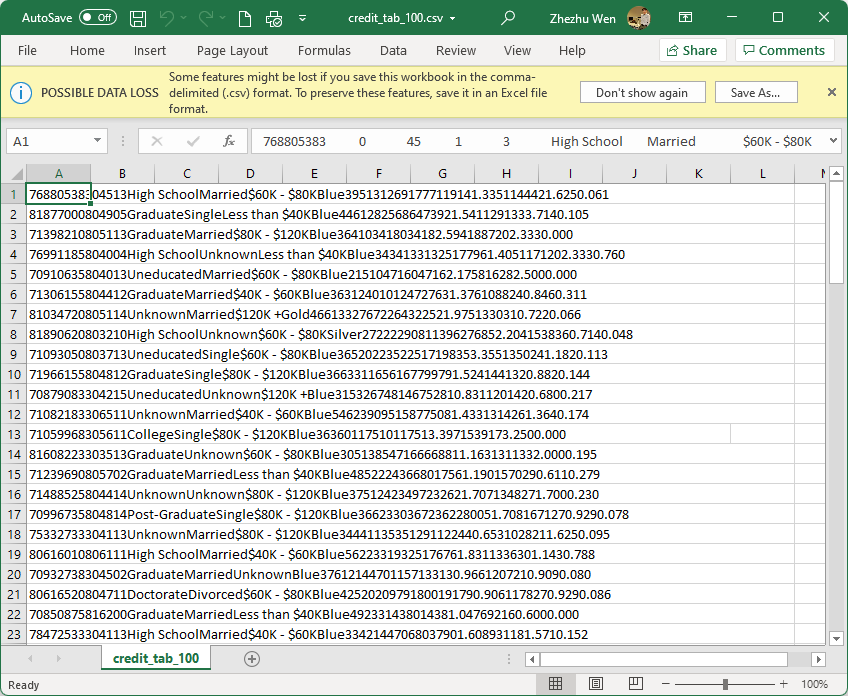 AutoSave Off credit_tab_100.csv Zhezhu Wen
File Home Insert Page Layout Formulas Data Review View Help Share Comments
POSSIBLE DATA LOSS Some features might be lost if you save this workbook in the comma-
delimited (.csv) format. To preserve these features, save it in an Excel file
format.
Don't show again Save As...
A1 fx 768805383 0 45 1 3 High School Married $60K - $80K
A B C D E F G H I J K L
1 76880538304513High SchoolMarried$60K - $80KBlue3951312691777119141.3351144421.6250.061
2 81877000804905GraduateSingleLess than $40KBlue44612825686473921.5411291333.7140.105
3 71398210805113GraduateMarried$80K - $120KBlue364103418034182.5941887202.3330.000
4 76991185804004High SchoolUnknownLess than $40KBlue34341331325177961.4051171202.3330.760
5 70910635804013UneducatedMarried$60K - $80KBlue215104716047162.175816282.5000.000
6 71306155804412GraduateMarried$40K - $60KBlue363124010124727631.3761088240.8460.311
7 81034720805114UnknownMarried$120K +Gold46613327672264322521.9751330310.7220.066
8 81890620803210High SchoolUnknown$60K - $80KSilver27222290811396276852.2041538360.7140.048
9 71093050803713UneducatedSingle$60K - $80KBlue36520223522517198353.3551350241.1820.113
10 71966155804812GraduateSingle$80K - $120KBlue3663311656167799791.5241441320.8820.144
11 70879083304215UneducatedUnknown$120K +Blue315326748146752810.8311201420.6800.217
12 71082183306511UnknownMarried$40K - $60KBlue546239095158775081.4331314261.3640.174
13 71059968305611CollegeSingle$80K - $120KBlue36360117510117513.3971539173.2500.000
14 81608223303513GraduateUnknown$60K - $80KBlue305138547166668811.1631311332.0000.195
15 71239690805702GraduateMarriedLess than $40KBlue48522243668017561.1901570290.6110.279
16 71488525804414UnknownUnknown$80K - $120KBlue37512423497232621.7071348271.7000.230
17 70996735804814Post-GraduateSingle$80K - $120KBlue36623303672362280051.7081671270.9290.078
18 75332733304113UnknownMarried$80K - $120KBlue34441135351291122440.6531028411.6250.095
19 80616010806111High SchoolMarried$40K - $60KBlue56223319325176761.8311336301.1430.788
20 70932738304502GraduateMarriedUnknownBlue37612144701157133130.9661207210.9090.080
21 80616520804711DoctorateDivorced$60K - $80KBlue42520209791800191790.9061178270.9290.086
22 70850875816200GraduateMarriedLess than $40KBlue492331438014381.047692160.6000.000
23 78472533304113High SchoolMarried$40K - $60KBlue33421447068037901.608931181.5710.152
credit_tab_100
Ready 100%